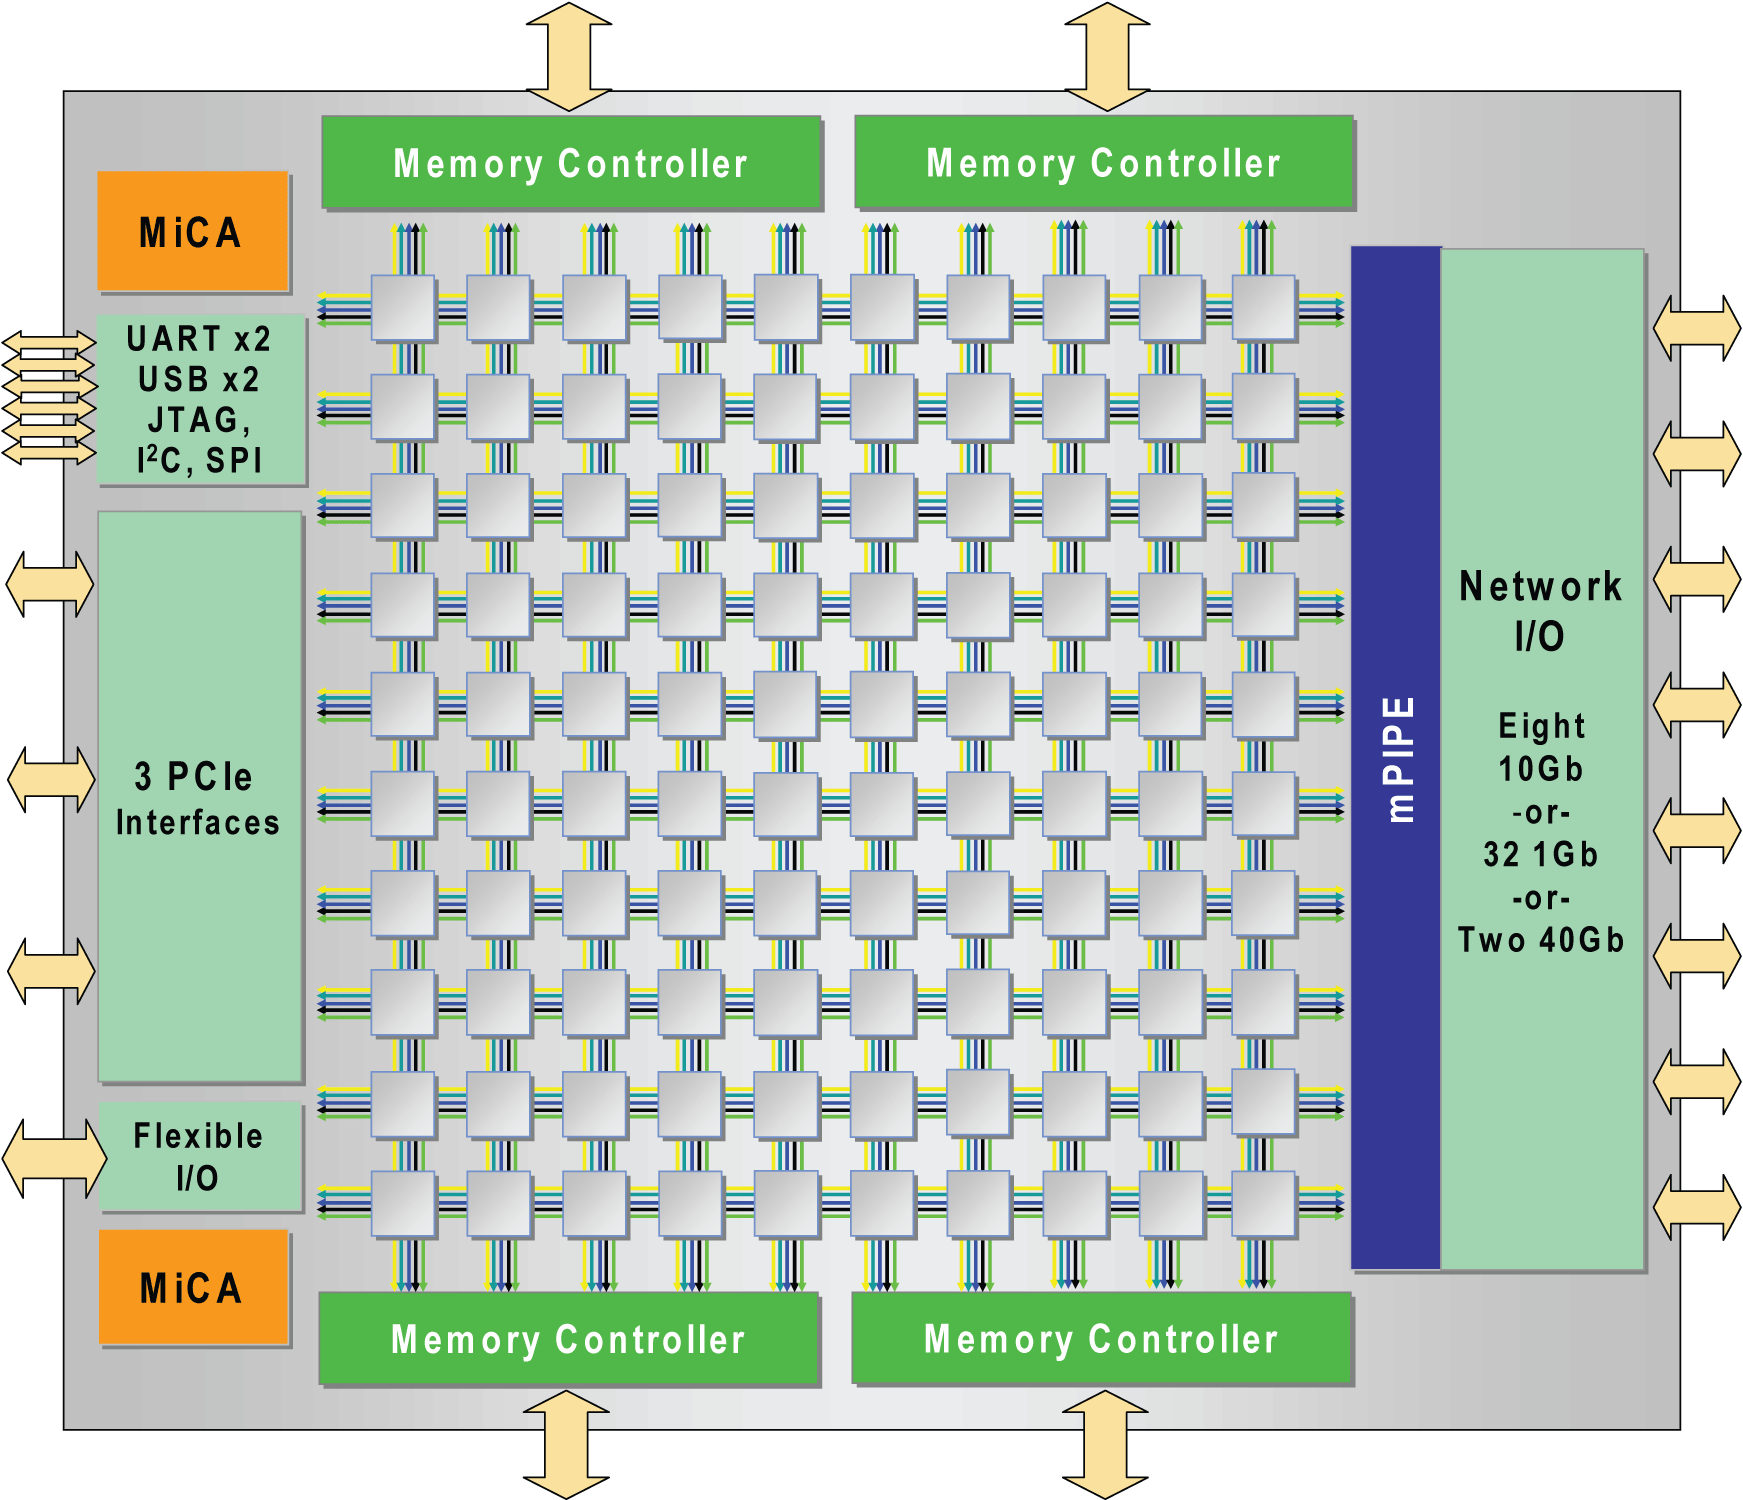 Memory Controller
Memory Controller
MiCA
UART x2
USB x2
JTAG,
I²C, SPI
3 PCIe
Interfaces
Flexible
I/O
MiCA
mPIPE
Network
I/O
Eight
10Gb
-or-
32 1Gb
-or-
Two 40Gb
Memory Controller
Memory Controller